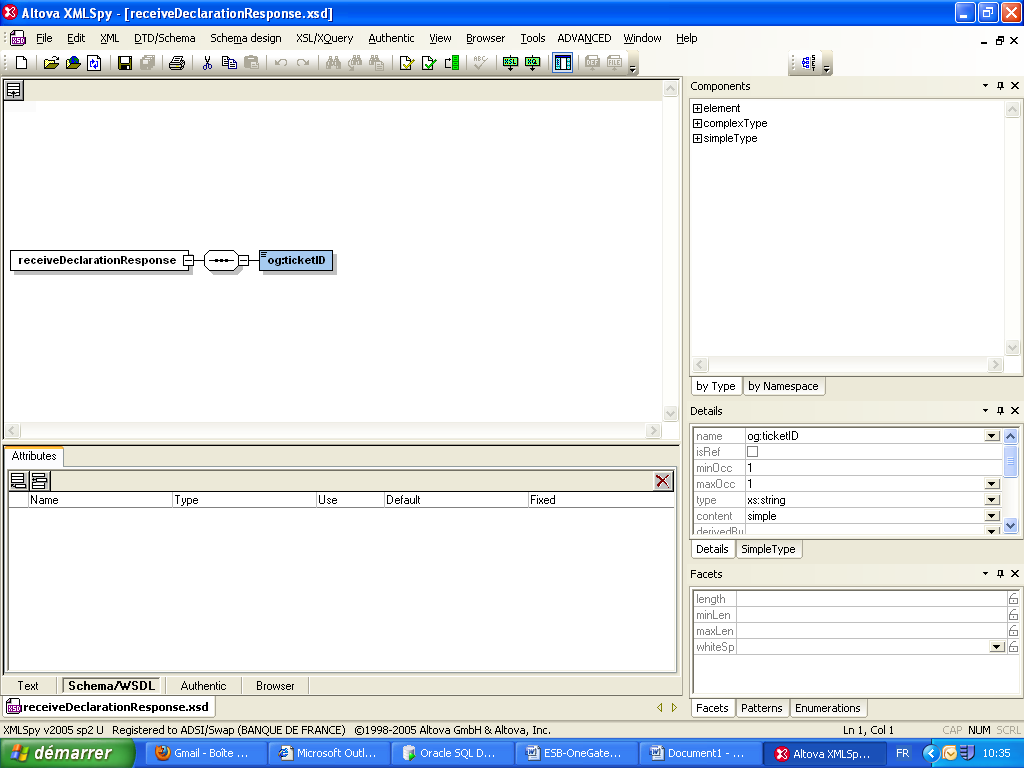 Altova XMLSpy - [receiveDeclarationResponse.xsd]
File Edit XML DTD/Schema Schema design XSL/XQuery Authentic View Browser Tools ADVANCED Window Help
receiveDeclarationResponse
og:ticketID
Components
element
complexType
simpleType
by Type by Namespace
Details
name og:ticketID
isRef
minOcc 1
maxOcc 1
type xs:string
content simple
derivedBy
Details SimpleType
Facets
length
minLen
maxLen
whiteSp
Facets Patterns Enumerations
Attributes
Name Type Use Default Fixed
Text Schema/WSDL Authentic Browser
receiveDeclarationResponse.xsd
XMLSpy v2005 sp2 U Registered to ADSI/Swap (BANQUE DE FRANCE) ©1998-2005 Altova GmbH & Altova, Inc. Ln 1, Col 1 CAP NUM SCRL
démarrer Gmail - Boîte ... Microsoft Outl... Oracle SQL D... ESB-OneGate... Document1 - ... Altova XMLSp... FR 10:35